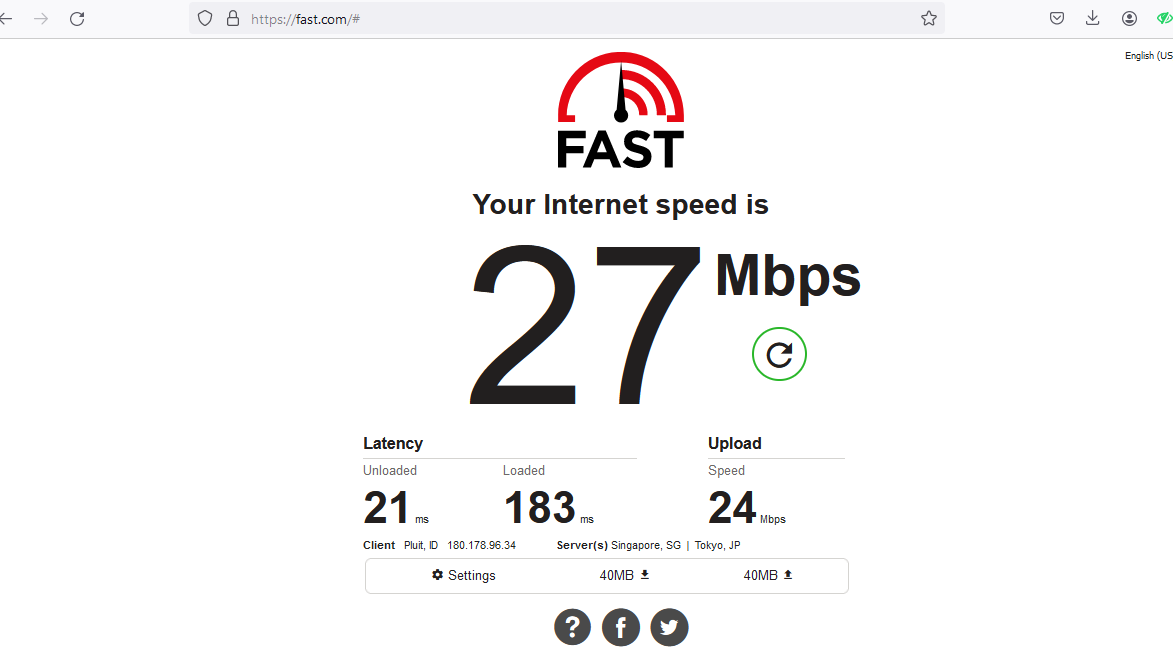 https://fast.com/#
English (US
FAST
Your Internet speed is
27 Mbps
Latency
Upload
Unloaded Loaded Speed
21 ms 183 ms 24 Mbps
Client Pluit, ID 180.178.96.34 Server(s) Singapore, SG | Tokyo, JP
Settings 40MB 40MB
? f